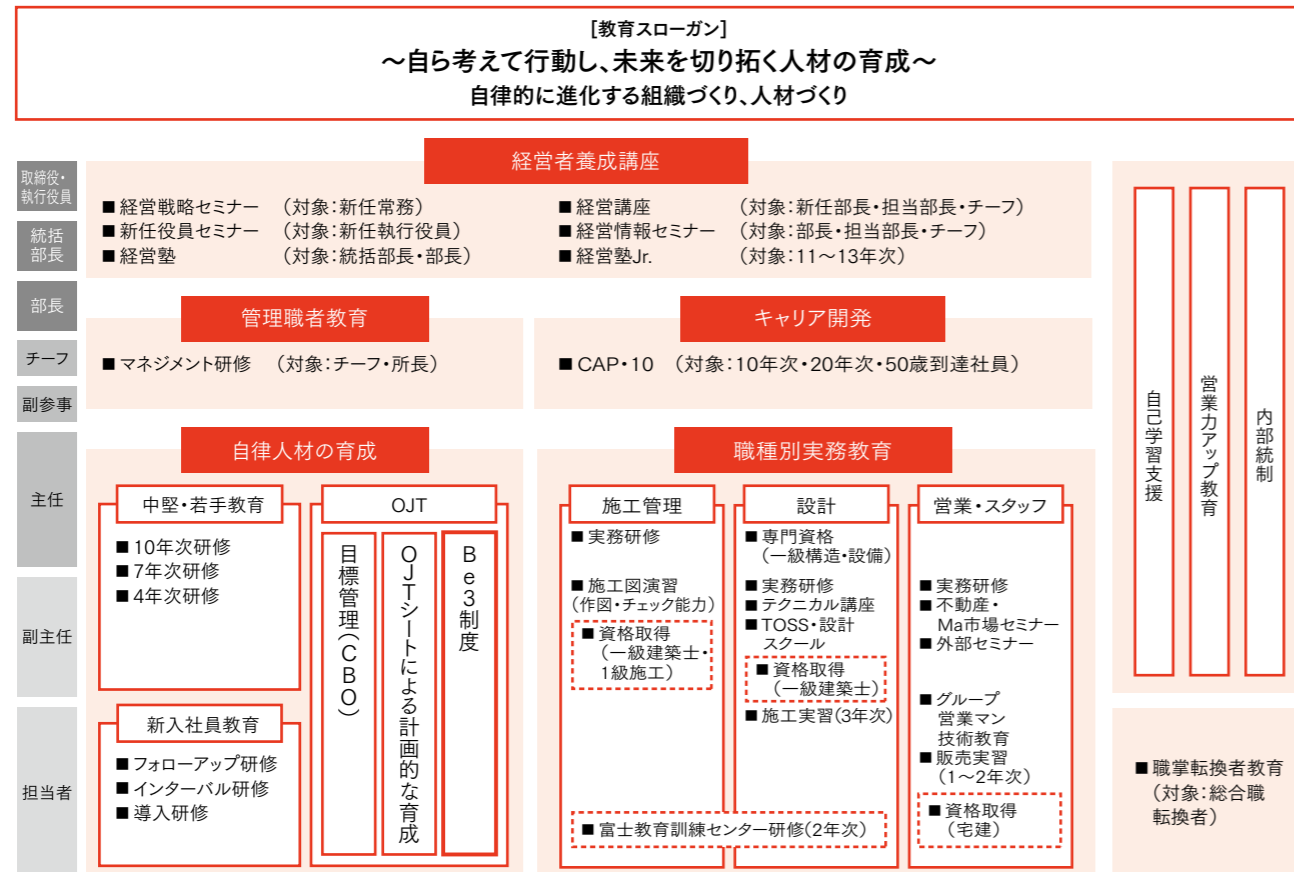 [教育スローガン]
～自ら考えて行動し、未来を切り拓く人材の育成～
自律的に進化する組織づくり、人材づくり
取締役・
執行役員
統括
部長
部長
チーフ
副参事
主任
副主任
担当者
経営者養成講座
■ 経営戦略セミナー （対象：新任常務）
■ 新任役員セミナー （対象：新任執行役員）
■ 経営塾 （対象：統括部長・部長）
■ 経営講座 （対象：新任部長・担当部長・チーフ）
■ 経営情報セミナー （対象：部長・担当部長・チーフ）
■ 経営塾Jr. （対象：11～13年次）
管理職者教育
■ マネジメント研修 （対象：チーフ・所長）
キャリア開発
■ CAP・10 （対象：10年次・20年次・50歳到達社員）
自律人材の育成
中堅・若手教育
■ 10年次研修
■ 7年次研修
■ 4年次研修
新入社員教育
■ フォローアップ研修
■ インターバル研修
■ 導入研修
OJT
目標管理（CBO）
OJTシートによる計画的な育成
Be3制度
職種別実務教育
施工管理
■ 実務研修
■ 施工図演習
（作図・チェック能力）
■ 資格取得
（一級建築士・
1級施工）
設計
■ 専門資格
（一級構造・設備）
■ 実務研修
■ テクニカル講座
■ TOSS・設計
スクール
■ 資格取得
（一級建築士）
■ 施工実習（3年次）
■ 富士教育訓練センター研修（2年次）
営業・スタッフ
■ 実務研修
■ 不動産・
Ma市場セミナー
■ 外部セミナー
■ グループ
営業マン
技術教育
■ 販売実習
（1～2年次）
■ 資格取得
（宅建）
自己学習支援
営業力アップ教育
内部統制
■ 職掌転換者教育
（対象：総合職
転換者）